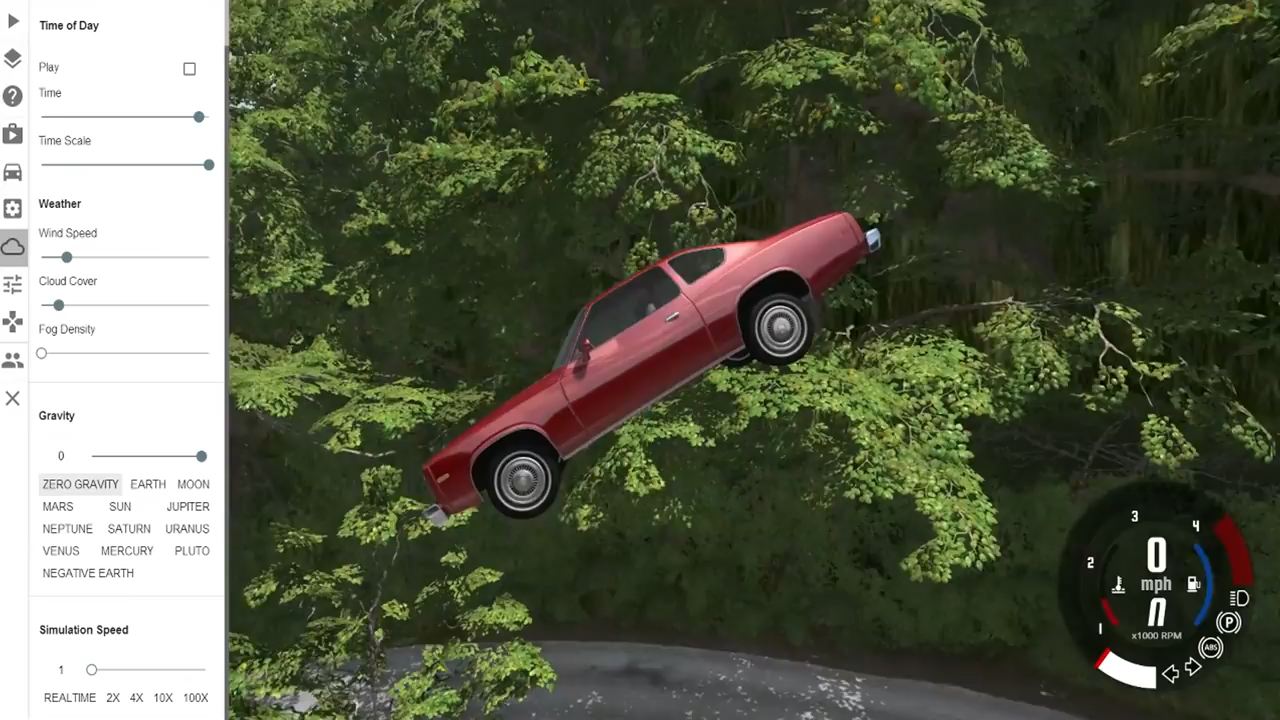 Time of Day
Play
Time
Time Scale
Weather
Wind Speed
Cloud Cover
Fog Density
Gravity
0
ZERO GRAVITY EARTH MOON
MARS SUN JUPITER
NEPTUNE SATURN URANUS
VENUS MERCURY PLUTO
NEGATIVE EARTH
Simulation Speed
1
REALTIME 2X 4X 10X 100X
3
4
2
0
mph
n
1
x1000 RPM
P
ABS